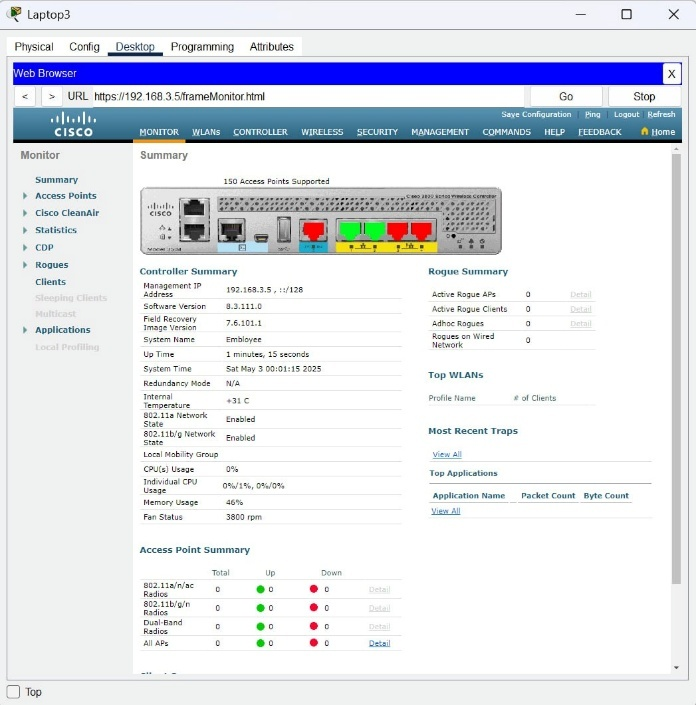 Laptop3
Physical Config Desktop Programming Attributes
Web Browser X
< > URL https://192.168.3.5/frameMonitor.html Go Stop
Save Configuration Ping Logout Refresh
CISCO MONITOR WLANs CONTROLLER WIRELESS SECURITY MANAGEMENT COMMANDS HELP FEEDBACK Home
Monitor
Summary
Access Points
Cisco CleanAir
Statistics
CDP
Rogues
Clients
Sleeping Clients
Multicast
Applications
Local Profiling
Summary
150 Access Points Supported
CISCO
Controller Summary
Management IP Address 192.168.3.5 , ::/128
Software Version 8.3.111.0
Field Recovery Image Version 7.6.101.1
System Name Embloyee
Up Time 1 minutes, 15 seconds
System Time Sat May 3 00:01:15 2025
Redundancy Mode N/A
Internal Temperature +31 C
802.11a Network State Enabled
802.11b/g Network State Enabled
Local Mobility Group
CPU(s) Usage 0%
Individual CPU Usage 0%/1%, 0%/0%
Memory Usage 46%
Fan Status 3800 rpm
Access Point Summary
Total Up Down
802.11a/n/ac Radios 0 0 0 Detail
802.11b/g/n Radios 0 0 0 Detail
Dual-Band Radios 0 0 0 Detail
All APs 0 0 0 Detail
Rogue Summary
Active Rogue APs 0 Detail
Active Rogue Clients 0 Detail
Adhoc Rogues 0 Detail
Rogues on Wired Network 0
Top WLANs
Profile Name # of Clients
Most Recent Traps
View All
Top Applications
Application Name Packet Count Byte Count
View All
Top